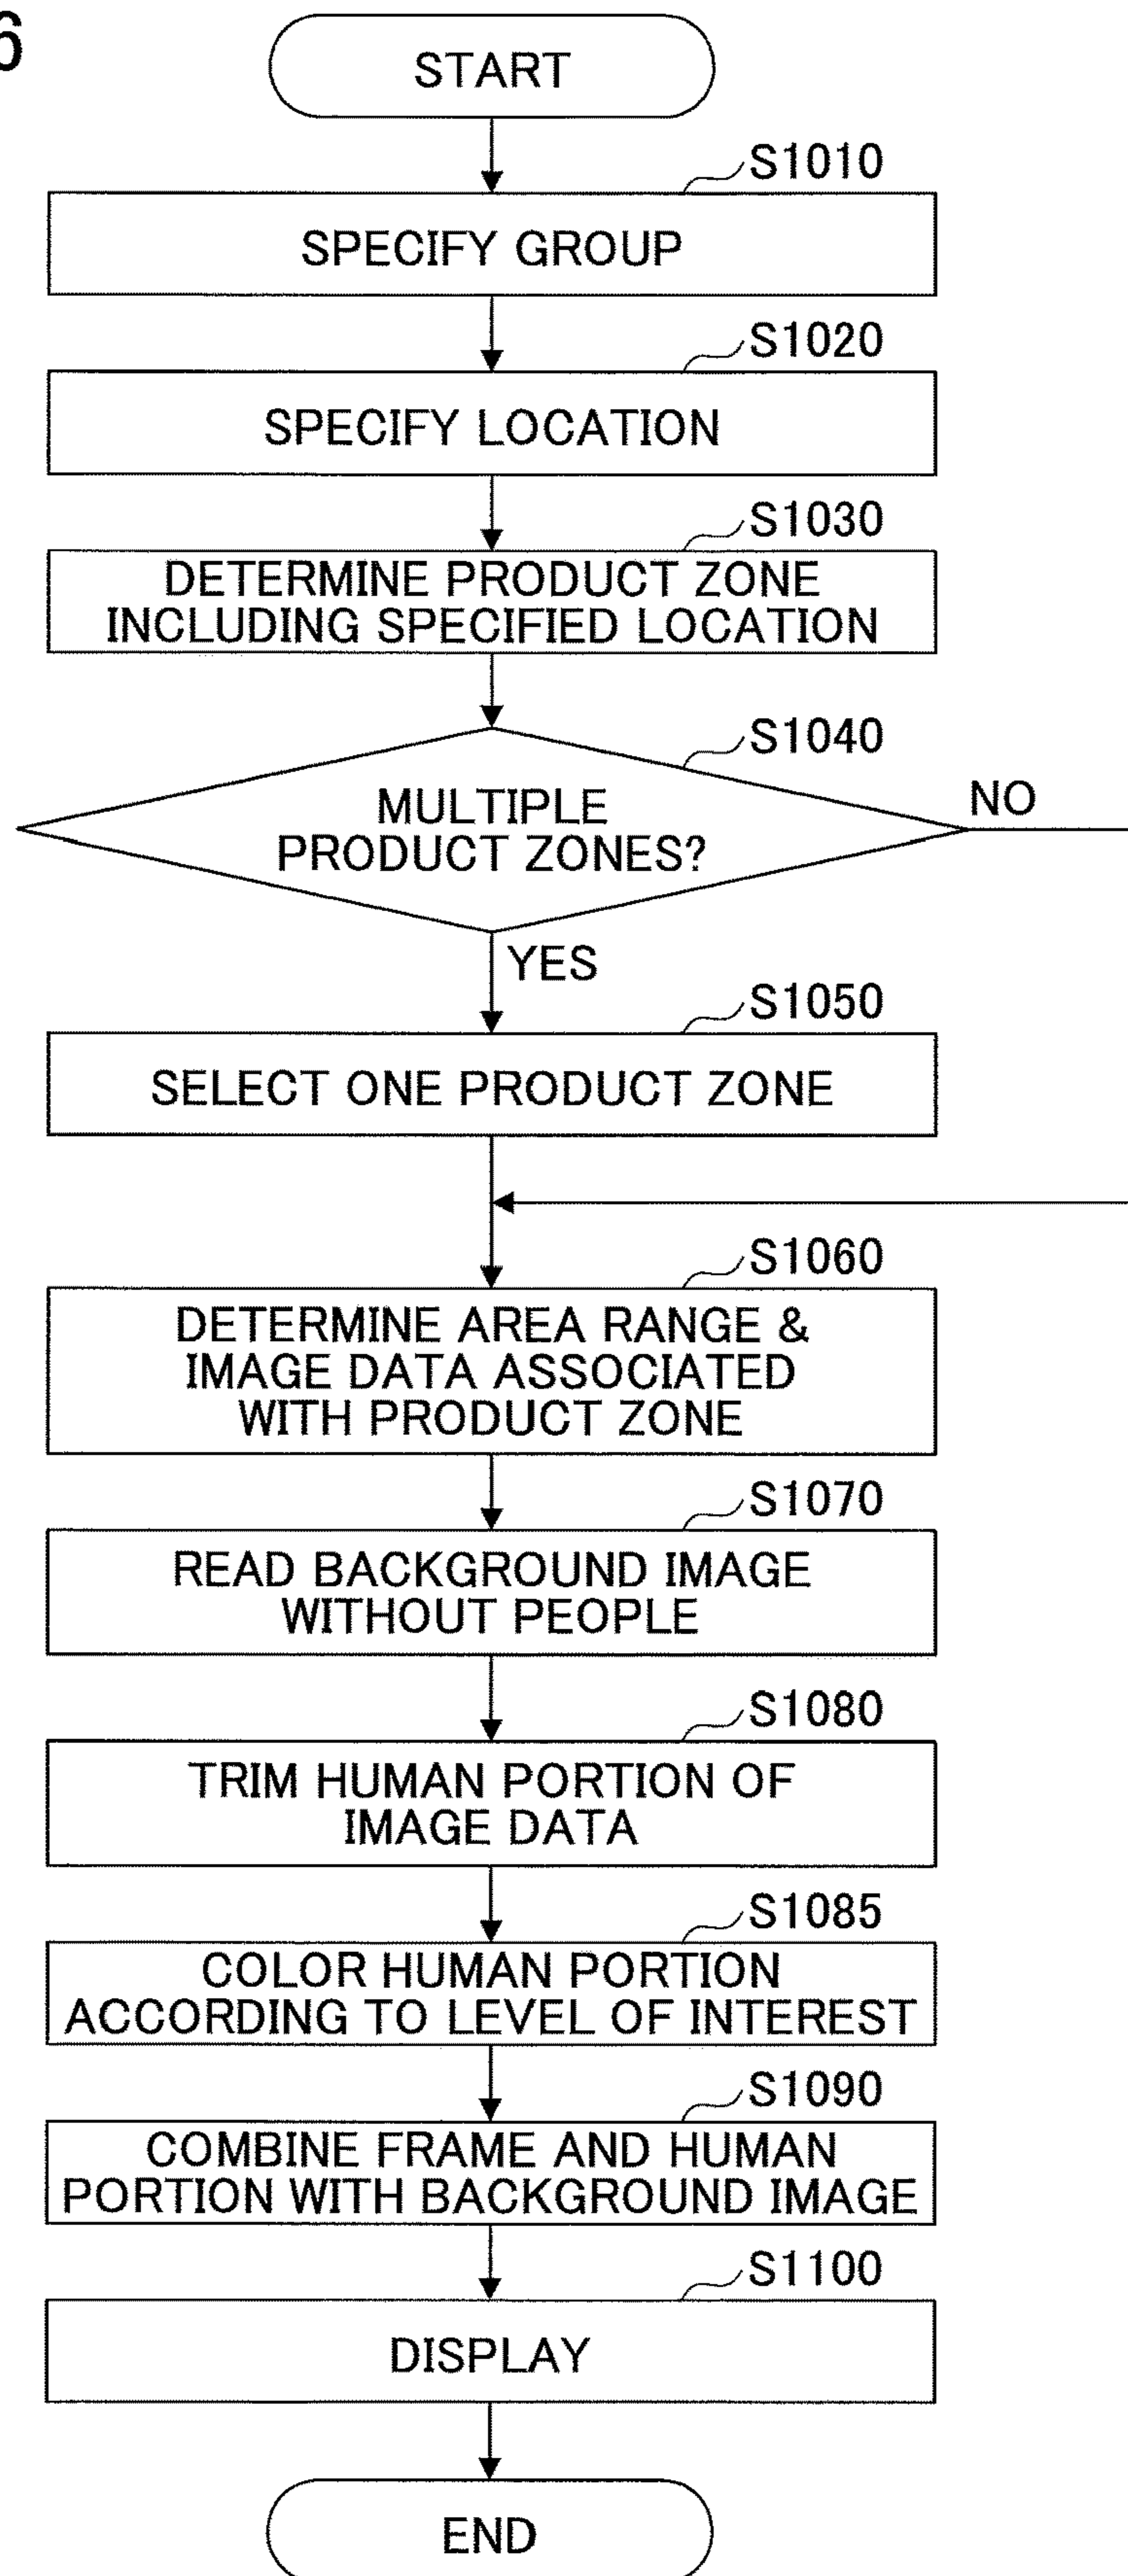 6
START
S1010
SPECIFY GROUP
S1020
SPECIFY LOCATION
S1030
DETERMINE PRODUCT ZONE
INCLUDING SPECIFIED LOCATION
S1040
MULTIPLE
PRODUCT ZONES?
NO
YES
S1050
SELECT ONE PRODUCT ZONE
S1060
DETERMINE AREA RANGE &
IMAGE DATA ASSOCIATED
WITH PRODUCT ZONE
S1070
READ BACKGROUND IMAGE
WITHOUT PEOPLE
S1080
TRIM HUMAN PORTION OF
IMAGE DATA
S1085
COLOR HUMAN PORTION
ACCORDING TO LEVEL OF INTEREST
S1090
COMBINE FRAME AND HUMAN
PORTION WITH BACKGROUND IMAGE
S1100
DISPLAY
END